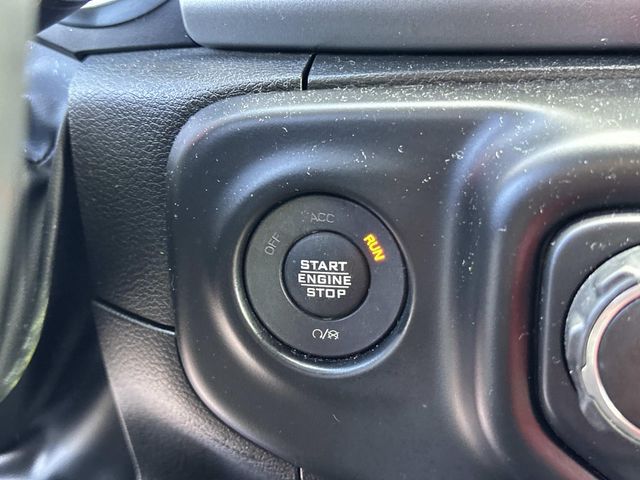 ACC
OFF
RUN
START
ENGINE
STOP